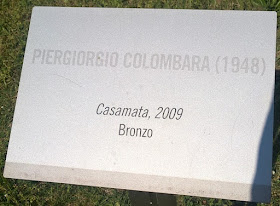 PIERGIORGIO COLOMBARA (1948)
Casamata, 2009
Bronzo